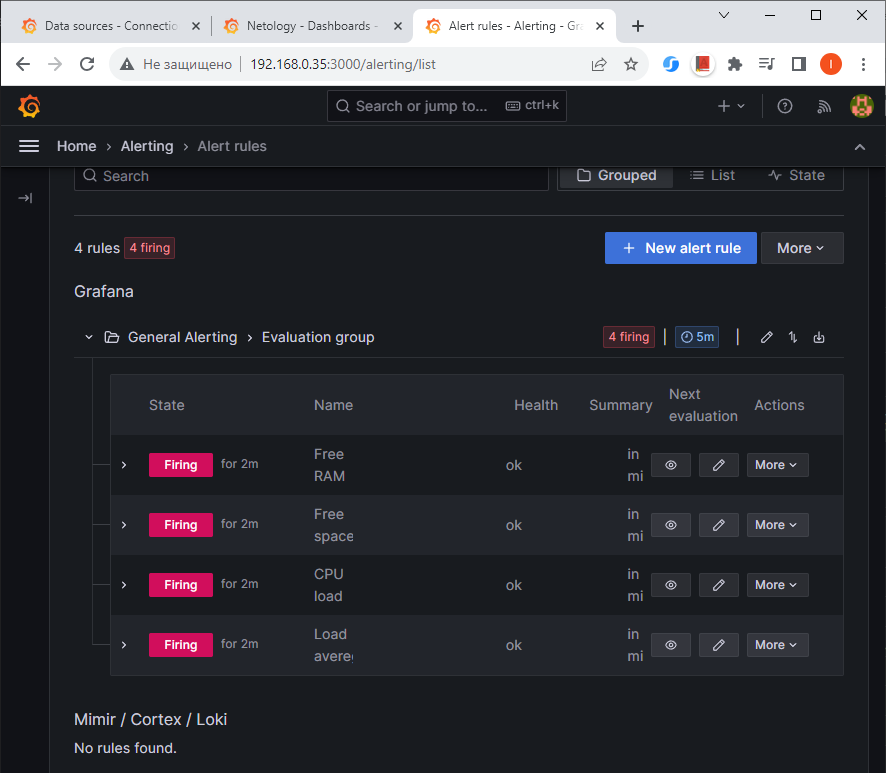 Data sources - Connectio
Netology - Dashboards -
Alert rules - Alerting - Gra
Не защищено
192.168.0.35:3000/alerting/list
I
Search or jump to...
ctrl+k
Home › Alerting › Alert rules
Search
Grouped
List
State
4 rules 4 firing
+ New alert rule
More
Grafana
General Alerting › Evaluation group
4 firing
5m
State
Name
Health
Summary
Next
evaluation
Actions
Firing for 2m
Free
RAM
ok
in
mi
More
Firing for 2m
Free
space
ok
in
mi
More
Firing for 2m
CPU
load
ok
in
mi
More
Firing for 2m
Load
avere
ok
in
mi
More
Mimir / Cortex / Loki
No rules found.